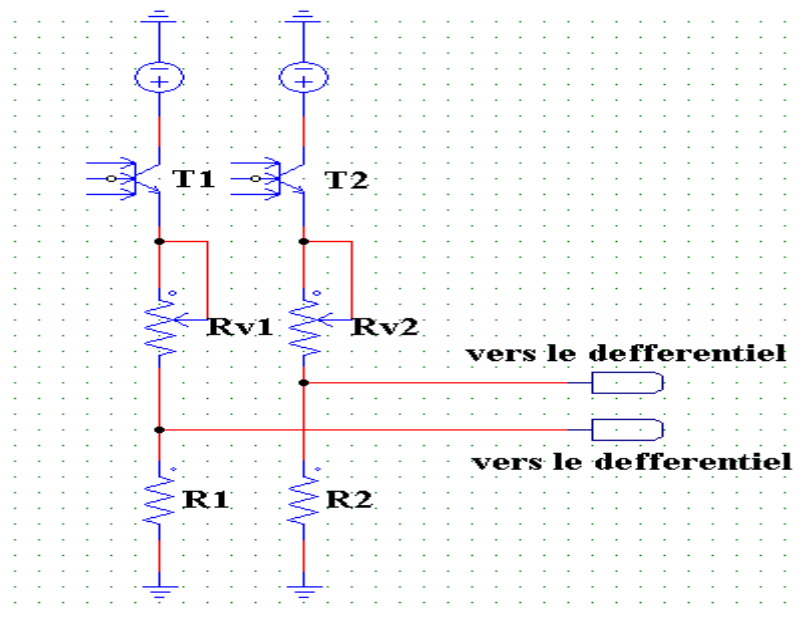 T1
T2
Rv1
Rv2
vers le defferentiel
vers le defferentiel
R1
R2